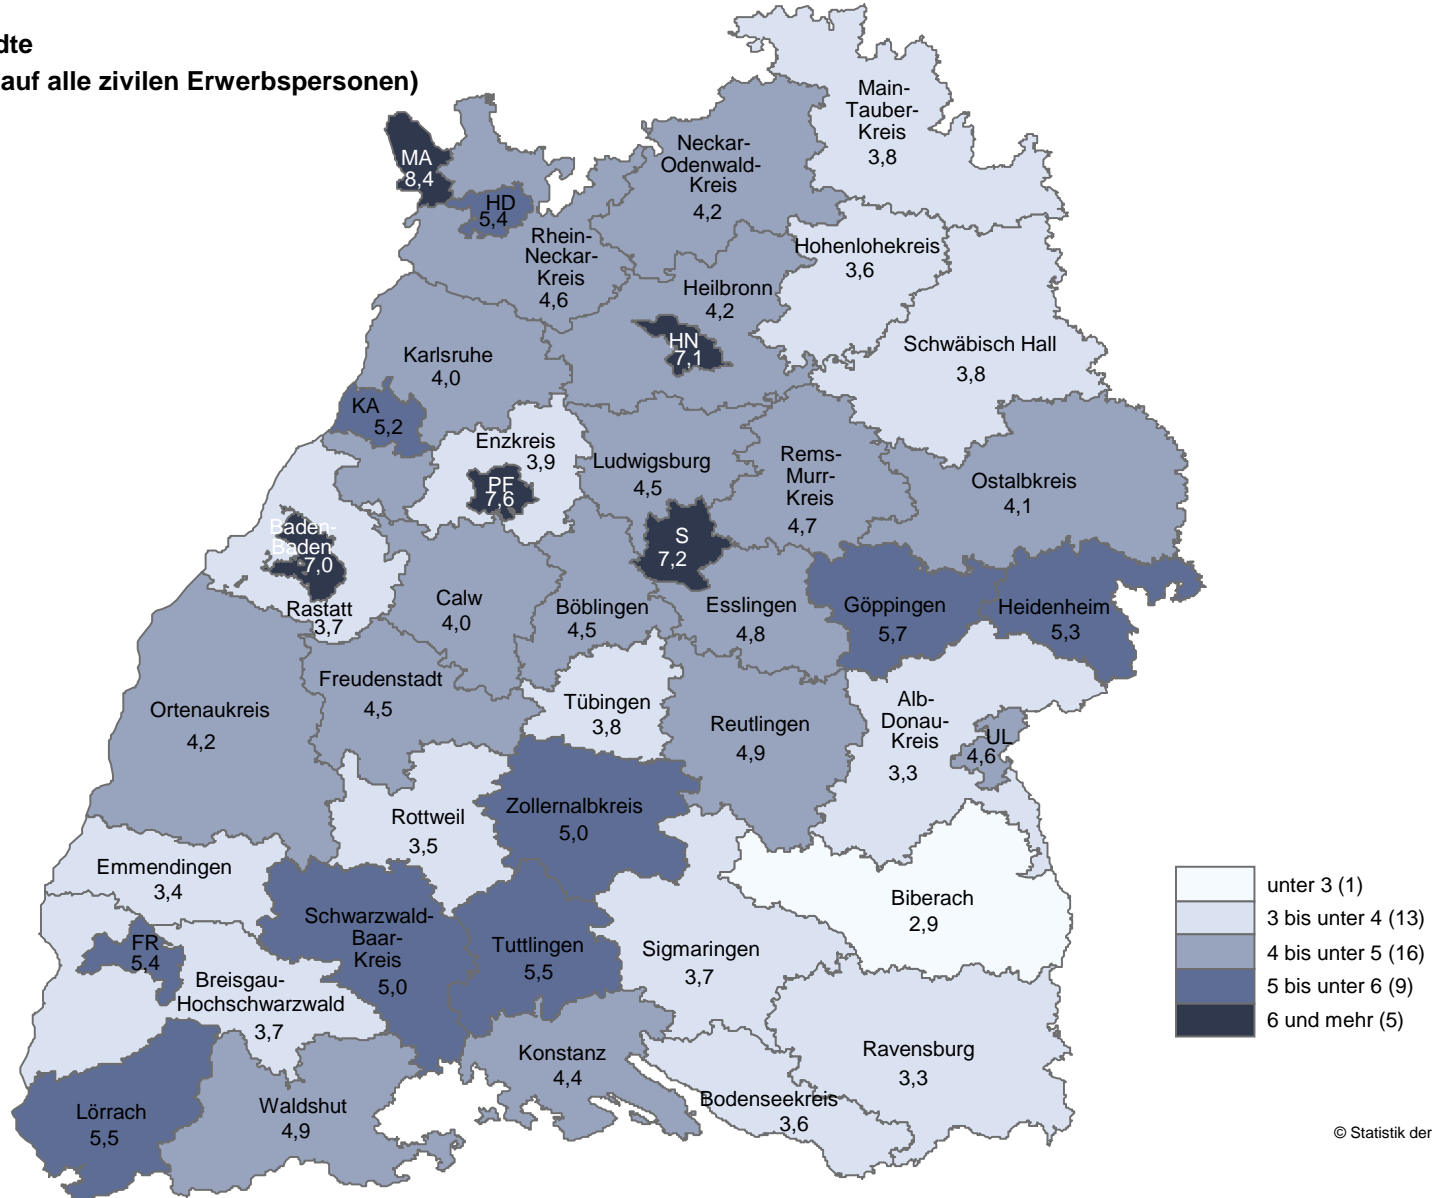 dte
auf alle zivilen Erwerbspersonen)
Main-
Tauber-
Kreis
3,8
MA
8,4
Neckar-
Odenwald-
Kreis
4,2
HD
5,4
Rhein-
Neckar-
Kreis
4,6
Hohenlohekreis
3,6
Heilbronn
4,2
HN
7,1
Schwäbisch Hall
3,8
Karlsruhe
4,0
KA
5,2
Enzkreis
3,9
PF
7,6
Ludwigsburg
4,5
Rems-
Murr-
Kreis
4,7
Ostalbkreis
4,1
S
7,2
Baden-
Baden
7,0
Rastatt
3,7
Calw
4,0
Böblingen
4,5
Esslingen
4,8
Göppingen
5,7
Heidenheim
5,3
Freudenstadt
4,5
Ortenaukreis
4,2
Tübingen
3,8
Reutlingen
4,9
Alb-
Donau-
Kreis
3,3
UL
4,6
Rottweil
3,5
Zollernalbkreis
5,0
Emmendingen
3,4
Biberach
2,9
Schwarzwald-
Baar-
Kreis
5,0
Tuttlingen
5,5
Sigmaringen
3,7
FR
5,4
Breisgau-
Hochschwarzwald
3,7
Konstanz
4,4
Ravensburg
3,3
Bodenseekreis
3,6
Lörrach
5,5
Waldshut
4,9
unter 3 (1)
3 bis unter 4 (13)
4 bis unter 5 (16)
5 bis unter 6 (9)
6 und mehr (5)
© Statistik der